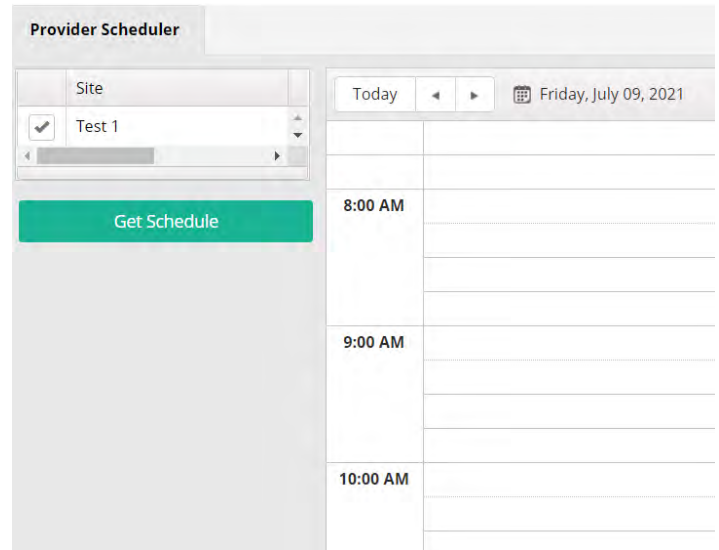 Provider Scheduler
Site
Test 1
Get Schedule
Today
Friday, July 09, 2021
8:00 AM
9:00 AM
10:00 AM